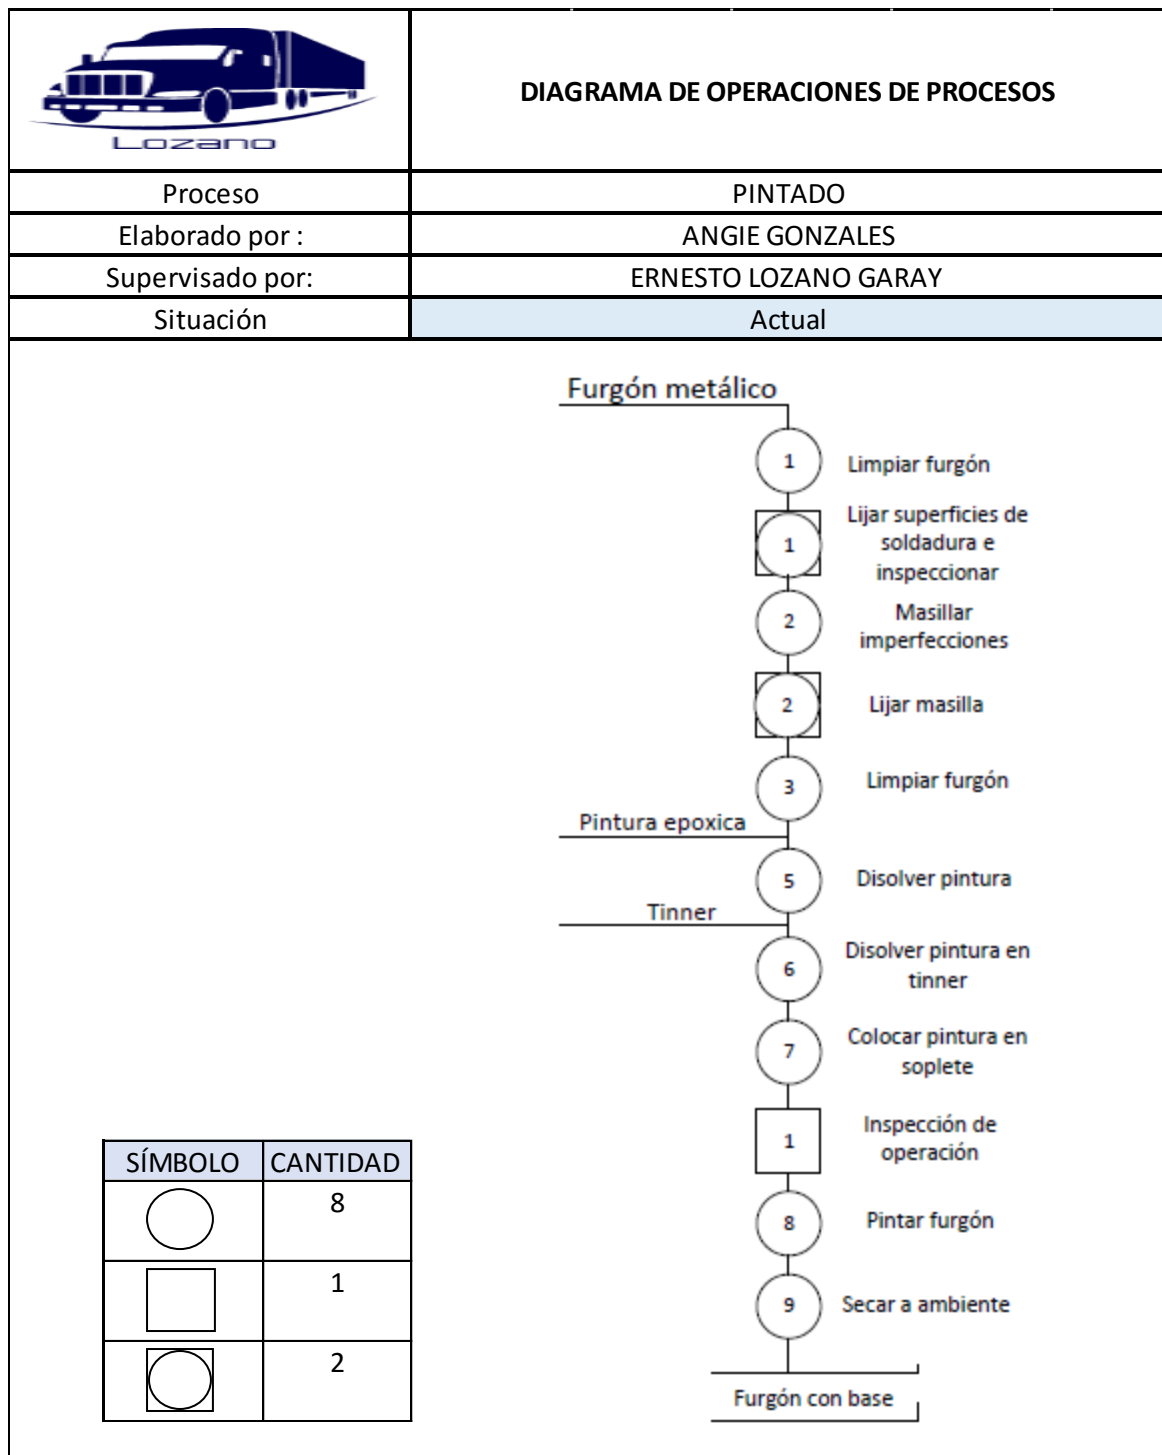 Lozano
DIAGRAMA DE OPERACIONES DE PROCESOS
Proceso
PINTADO
Elaborado por :
ANGIE GONZALES
Supervisado por:
ERNESTO LOZANO GARAY
Situación
Actual
Furgón metálico
1
Limpiar furgón
1
Lijar superficies de
soldadura e
inspeccionar
2
Masillar
imperfecciones
2
Lijar masilla
3
Limpiar furgón
Pintura epoxica
5
Disolver pintura
Tinner
6
Disolver pintura en
tinner
7
Colocar pintura en
soplete
1
Inspección de
operación
8
Pintar furgón
9
Secar a ambiente
Furgón con base
SÍMBOLO
CANTIDAD
8
1
2